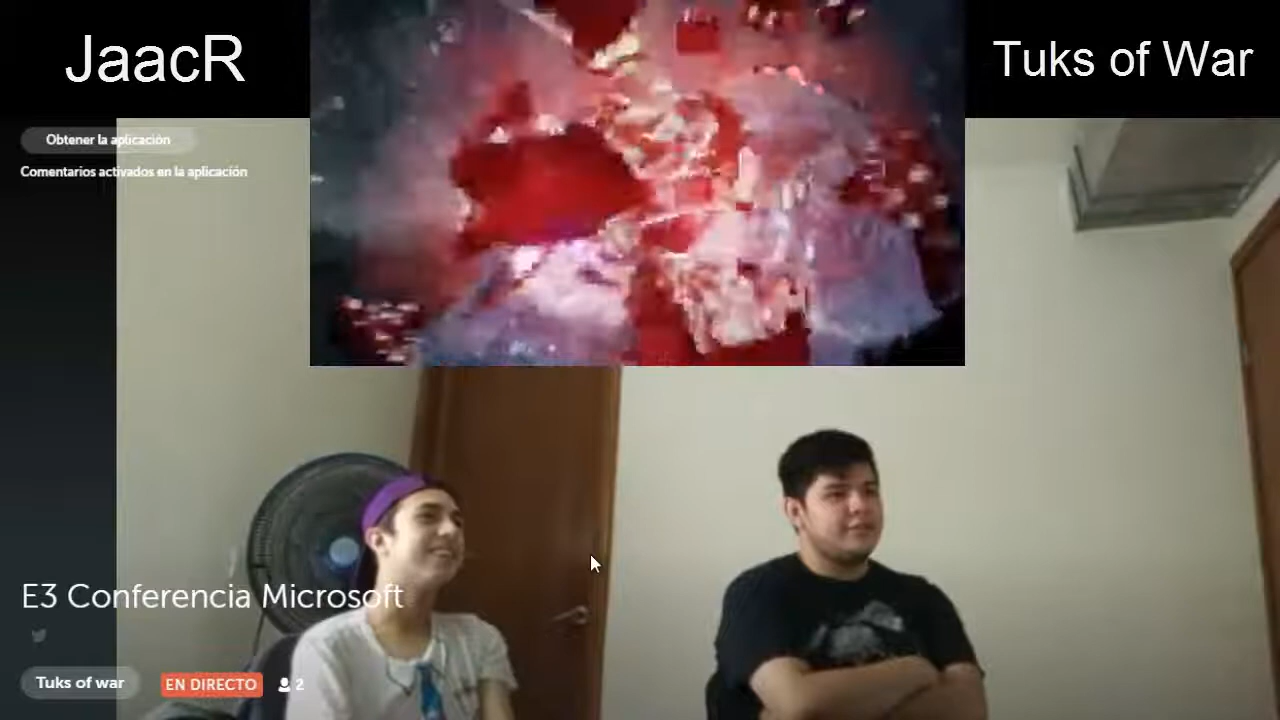 JaacR
Tuks of War
Obtener la aplicación
Comentarios activados en la aplicación
E3 Conferencia Microsoft
Tuks of war
EN DIRECTO
2